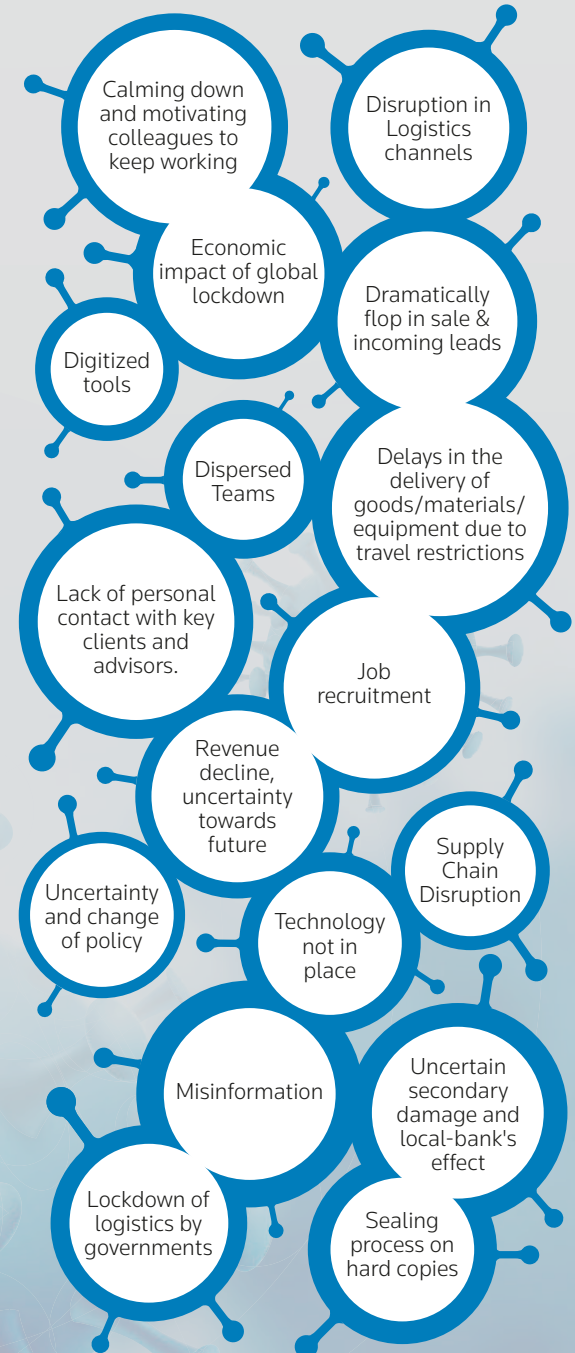 Calming down
and motivating
colleagues to
keep working
Disruption in
Logistics
channels
Economic
impact of global
lockdown
Dramatically
flop in sale &
incoming leads
Digitized
tools
Dispersed
Teams
Delays in the
delivery of
goods/materials/
equipment due to
travel restrictions
Lack of personal
contact with key
clients and
advisors.
Job
recruitment
Revenue
decline,
uncertainty
towards
future
Supply
Chain
Disruption
Uncertainty
and change
of policy
Technology
not in
place
Misinformation
Uncertain
secondary
damage and
local-bank's
effect
Lockdown of
logistics by
governments
Sealing
process on
hard copies